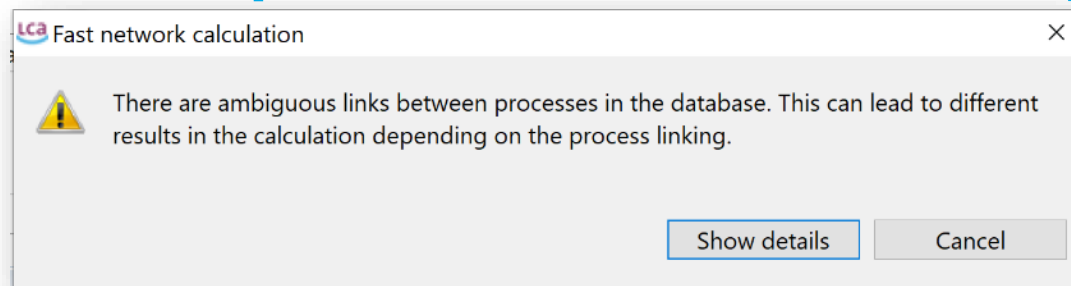 LCa Fast network calculation
There are ambiguous links between processes in the database. This can lead to different
results in the calculation depending on the process linking.
Show details Cancel